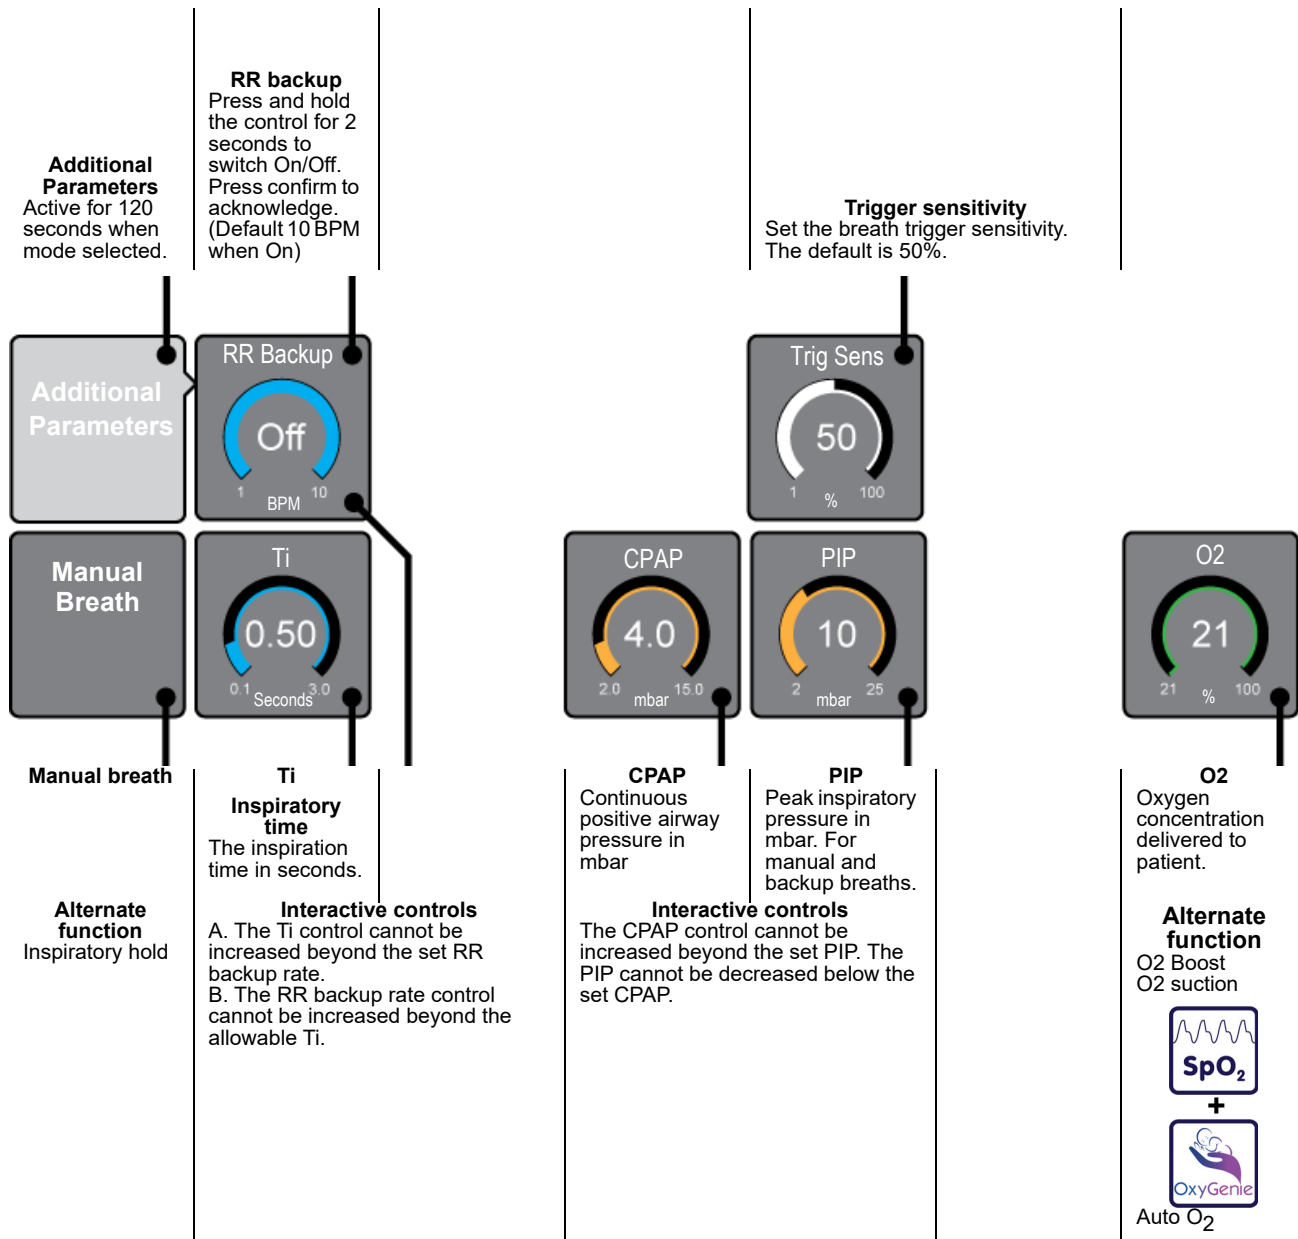 RR backup
Press and hold
the control for 2
seconds to
switch On/Off.
Press confirm to
acknowledge.
(Default 10 BPM
when On)
Additional
Parameters
Active for 120
seconds when
mode selected.
Trigger sensitivity
Set the breath trigger sensitivity.
The default is 50%.
Additional
Parameters
RR Backup
Off
1 10
BPM
Trig Sens
50
1 100
%
Manual
Breath
Ti
0.50
0.1 3.0
Seconds
CPAP
4.0
2.0 15.0
mbar
PIP
10
2 25
mbar
O2
21
21 100
%
Manual breath
Ti
Inspiratory
time
The inspiration
time in seconds.
CPAP
Continuous
positive airway
pressure in
mbar
PIP
Peak inspiratory
pressure in
mbar. For
manual and
backup breaths.
O2
Oxygen
concentration
delivered to
patient.
Alternate
function
Inspiratory hold
Interactive controls
A. The Ti control cannot be
increased beyond the set RR
backup rate.
B. The RR backup rate control
cannot be increased beyond the
allowable Ti.
Interactive controls
The CPAP control cannot be
increased beyond the set PIP. The
PIP cannot be decreased below the
set CPAP.
Alternate
function
O2 Boost
O2 suction
SpO2
+
OxyGenie
Auto O2